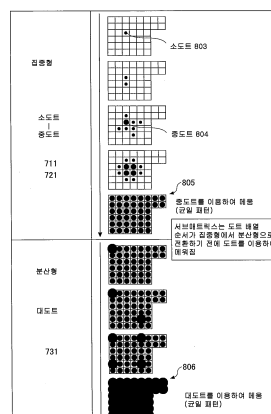 집중형
소도트 803
소도트
|
중도트
중도트 804
711
721
805
중도트를 이용하여 메움
(균일 패턴)
서브매트릭스는 도트 배열
순서가 집중형에서 분산형으로
전환하기 전에 도트를 이용하여
메워짐
분산형
대도트
731
806
대도트를 이용하여 메움
(균일 패턴)